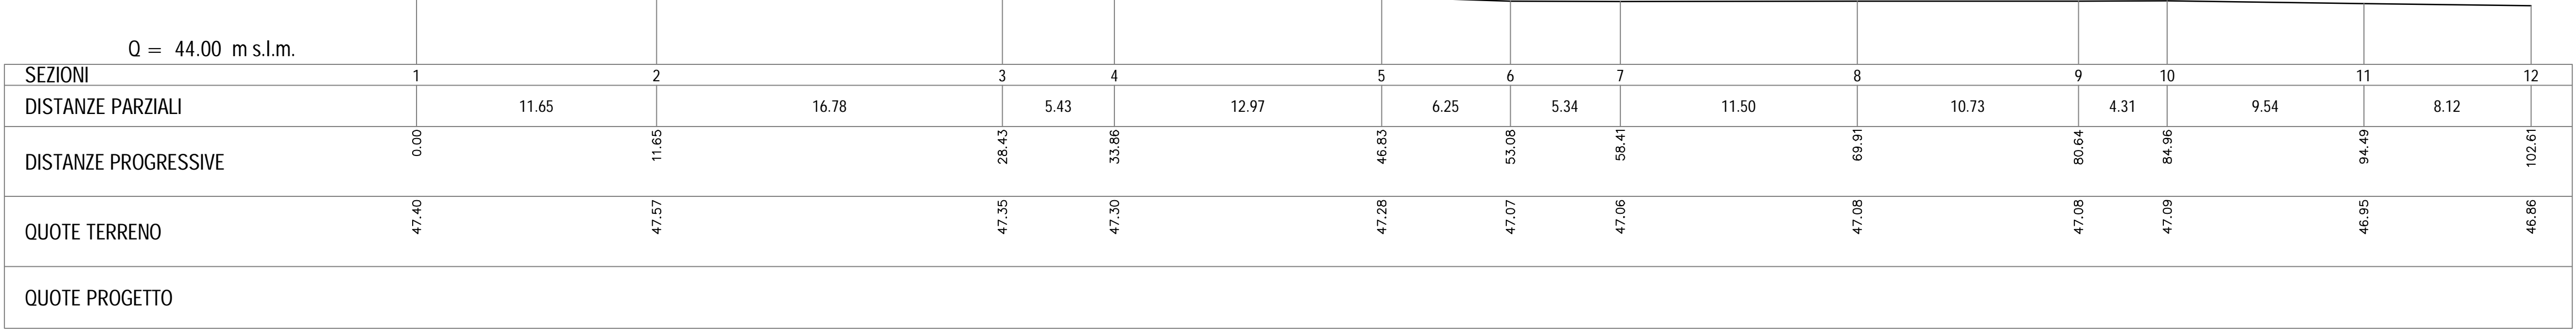 Q = 44.00 m s.l.m.
SEZIONI 1 2 3 4 5 6 7 8 9 10 11 12
DISTANZE PARZIALI 11.65 16.78 5.43 12.97 6.25 5.34 11.50 10.73 4.31 9.54 8.12
DISTANZE PROGRESSIVE 0.00 11.65 28.43 33.86 46.83 53.08 58.41 69.91 80.64 84.96 94.49 102.61
QUOTE TERRENO 47.40 47.57 47.35 47.30 47.28 47.07 47.06 47.08 47.08 47.09 46.95 46.86
QUOTE PROGETTO